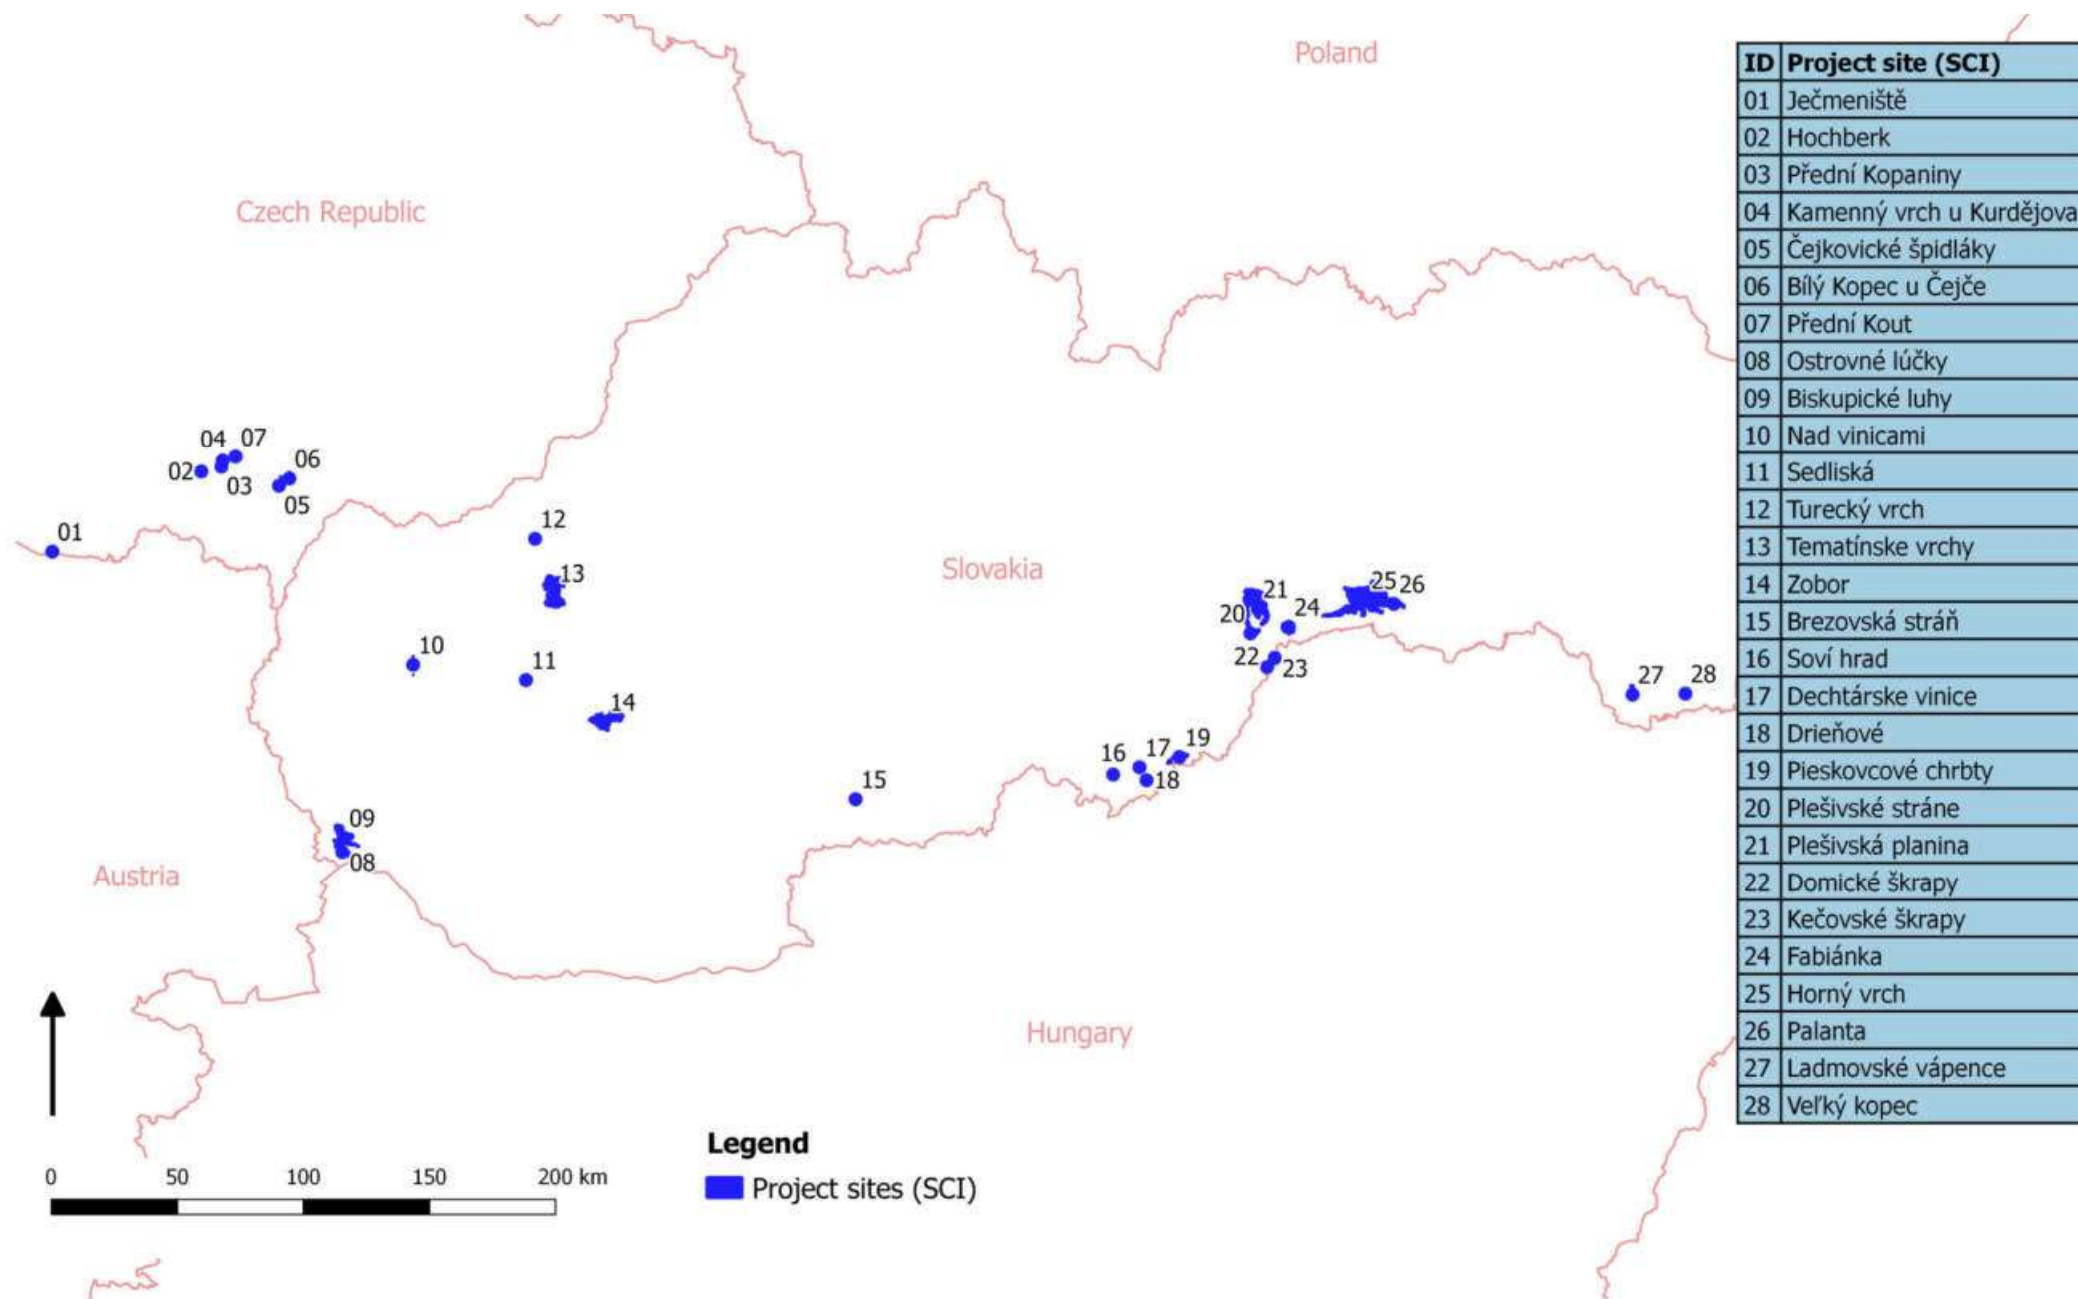 Poland
Czech Republic
04 07
02
03
06
05
01
12
13
Slovakia
10
11
14
21
20
24
25 26
22
23
27 28
16 17 19
18
15
09
08
Austria
Hungary
0 50 100 150 200 km
Legend
Project sites (SCI)
ID Project site (SCI)
01 Ječmeniště
02 Hochberk
03 Přední Kopaniny
04 Kamenný vrch u Kurdějova
05 Čejkovické špidláky
06 Bílý Kopec u Čejče
07 Přední Kout
08 Ostrovné lúčky
09 Biskupické luhy
10 Nad vinicami
11 Sedliská
12 Turecký vrch
13 Tematínske vrchy
14 Zobor
15 Brezovská stráň
16 Soví hrad
17 Dechtárske vinice
18 Drieňové
19 Pieskovcové chrbty
20 Plešivské stráne
21 Plešivská planina
22 Domické škrapy
23 Kečovské škrapy
24 Fabiánka
25 Horný vrch
26 Palanta
27 Ladmovské vápence
28 Veľký kopec